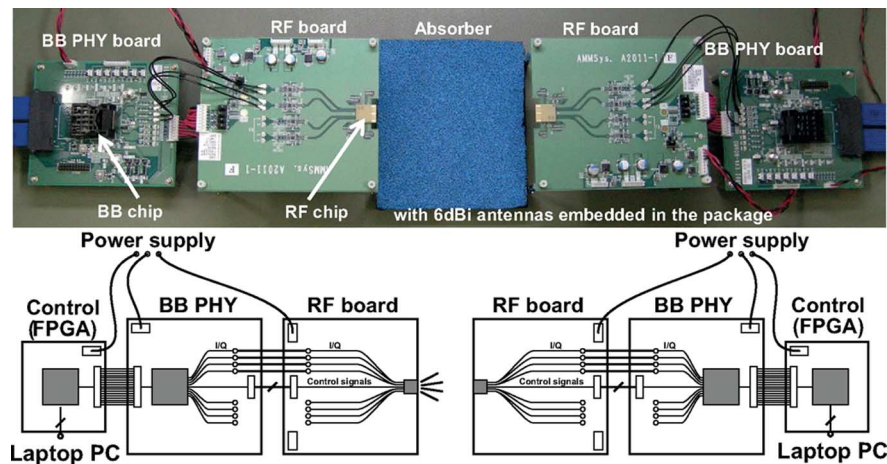 BB PHY board
RF board
Absorber
RF board
BB PHY board
AMMSys. A2011-1
AMMSys. A2011-1
BB chip
RF chip
with 6dBi antennas embedded in the package
Power supply
Power supply
Control
(FPGA)
BB PHY
RF board
RF board
BB PHY
Control
(FPGA)
I/Q
I/Q
I/Q
I/Q
Control signals
Control signals
Laptop PC
Laptop PC